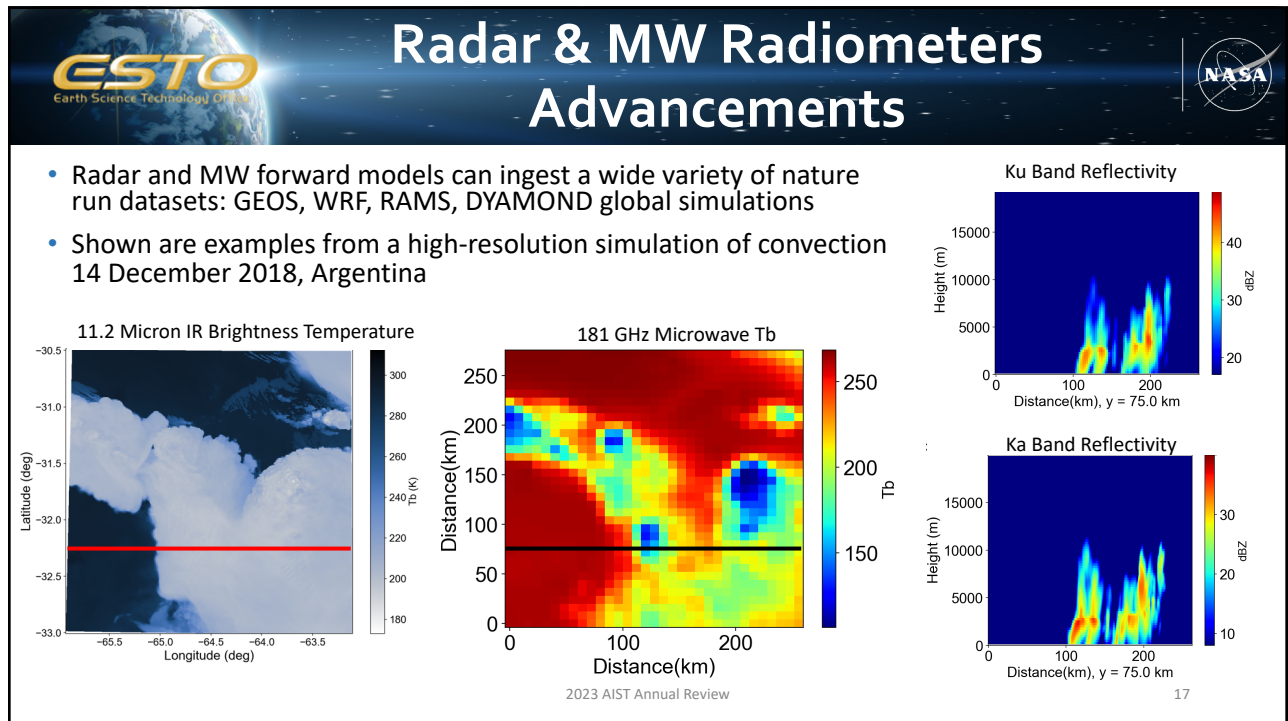 ESTO
Earth Science Technology Office
Radar & MW Radiometers
Advancements
NASA
• Radar and MW forward models can ingest a wide variety of nature
run datasets: GEOS, WRF, RAMS, DYAMOND global simulations
• Shown are examples from a high-resolution simulation of convection
14 December 2018, Argentina
11.2 Micron IR Brightness Temperature
−30.5
−31.0
−31.5
−32.0
−32.5
−33.0
Latitude (deg)
−65.5 −65.0 −64.5 −64.0 −63.5
Longitude (deg)
300
280
260
240
220
200
180
Tb (K)
181 GHz Microwave Tb
250
200
150
100
50
0
Distance(km)
0 100 200
Distance(km)
250
200
150
Tb
Ku Band Reflectivity
15000
10000
5000
0
Height (m)
0 100 200
Distance(km), y = 75.0 km
40
30
20
dBZ
:
Ka Band Reflectivity
15000
10000
5000
0
Height (m)
0 100 200
Distance(km), y = 75.0 km
30
20
10
dBZ
2023 AIST Annual Review
17